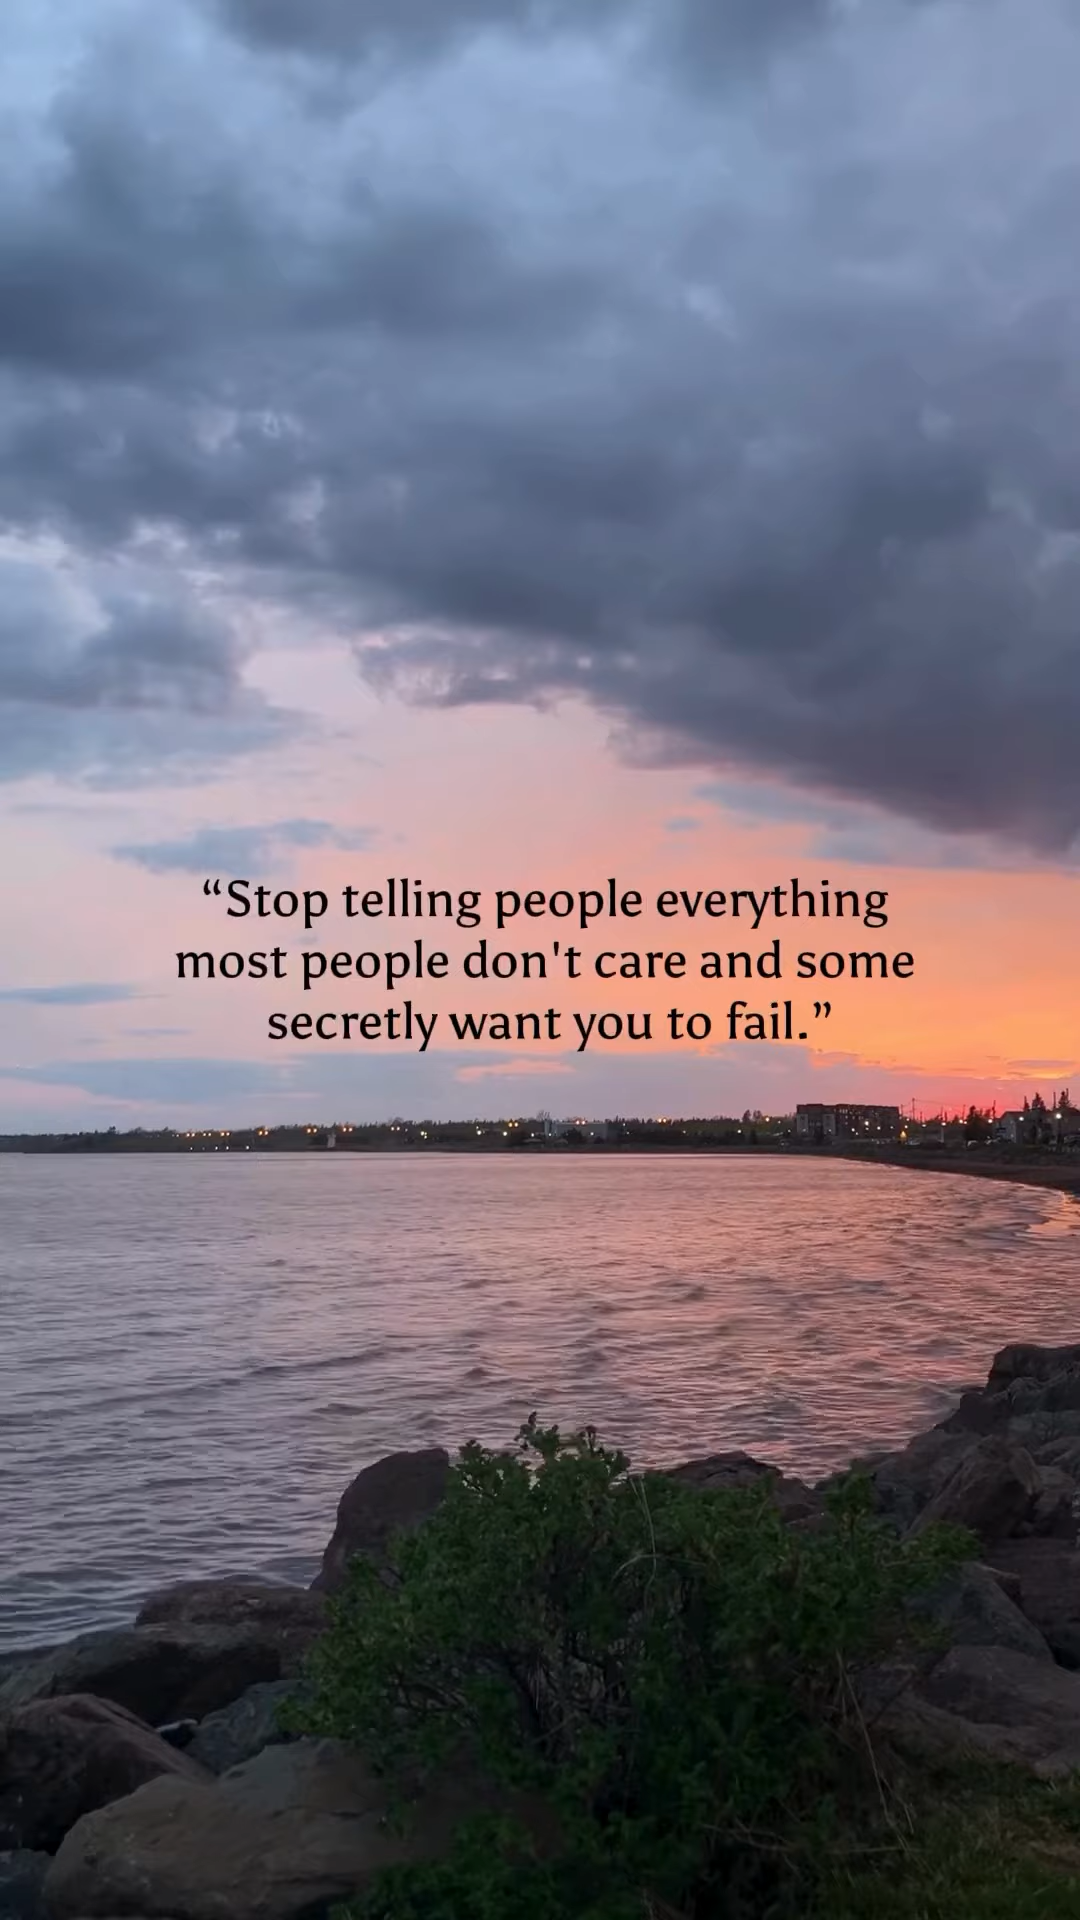 “Stop telling people everything
most people don't care and some
secretly want you to fail.”